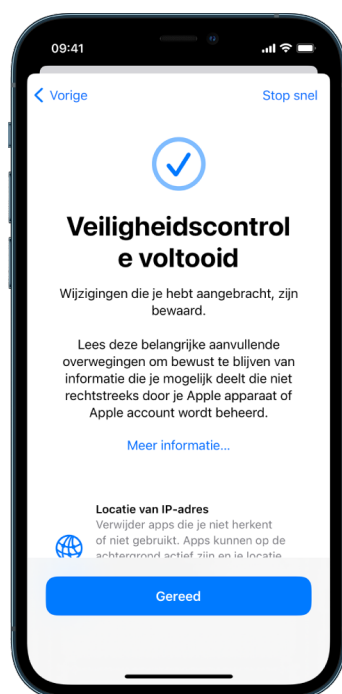 09:41
Vorige
Stop snel
Veiligheidscontrol
e voltooid
Wijzigingen die je hebt aangebracht, zijn
bewaard.
Lees deze belangrijke aanvullende
overwegingen om bewust te blijven van
informatie die je mogelijk deelt die niet
rechtstreeks door je Apple apparaat of
Apple account wordt beheerd.
Meer informatie...
Locatie van IP-adres
Verwijder apps die je niet herkent
of niet gebruikt. Apps kunnen op de
achtergrond actief zijn en je locatie
Gereed